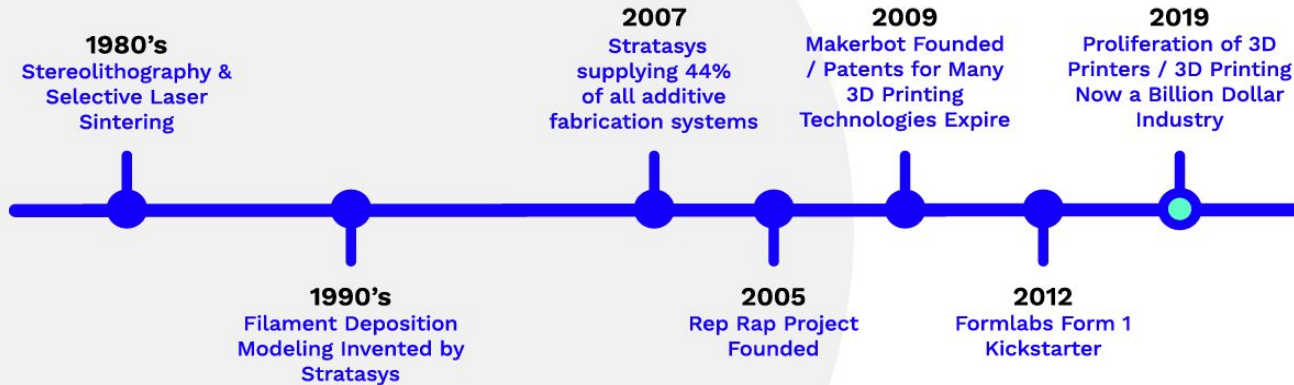 1980's
Stereolithography &
Selective Laser
Sintering
1990's
Filament Deposition
Modeling Invented by
Stratasys
2007
Stratasys
supplying 44%
of all additive
fabrication systems
2005
Rep Rap Project
Founded
2009
Makerbot Founded
/ Patents for Many
3D Printing
Technologies Expire
2012
Formlabs Form 1
Kickstarter
2019
Proliferation of 3D
Printers / 3D Printing
Now a Billion Dollar
Industry